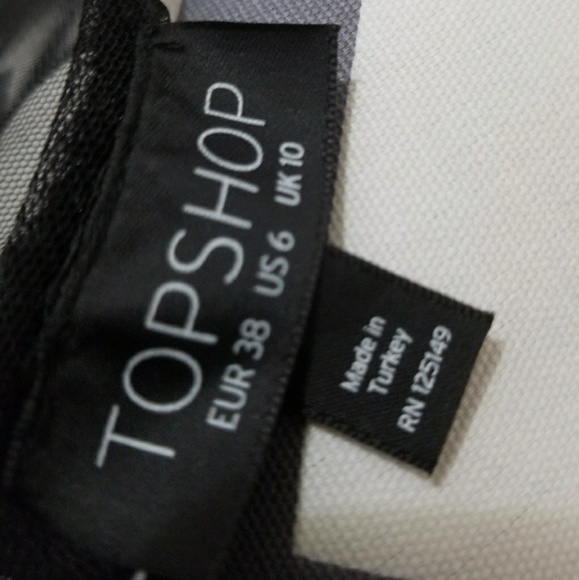 TOPSHOP
EUR 38 US 6 UK 10
Made in
Turkey
RN 125149